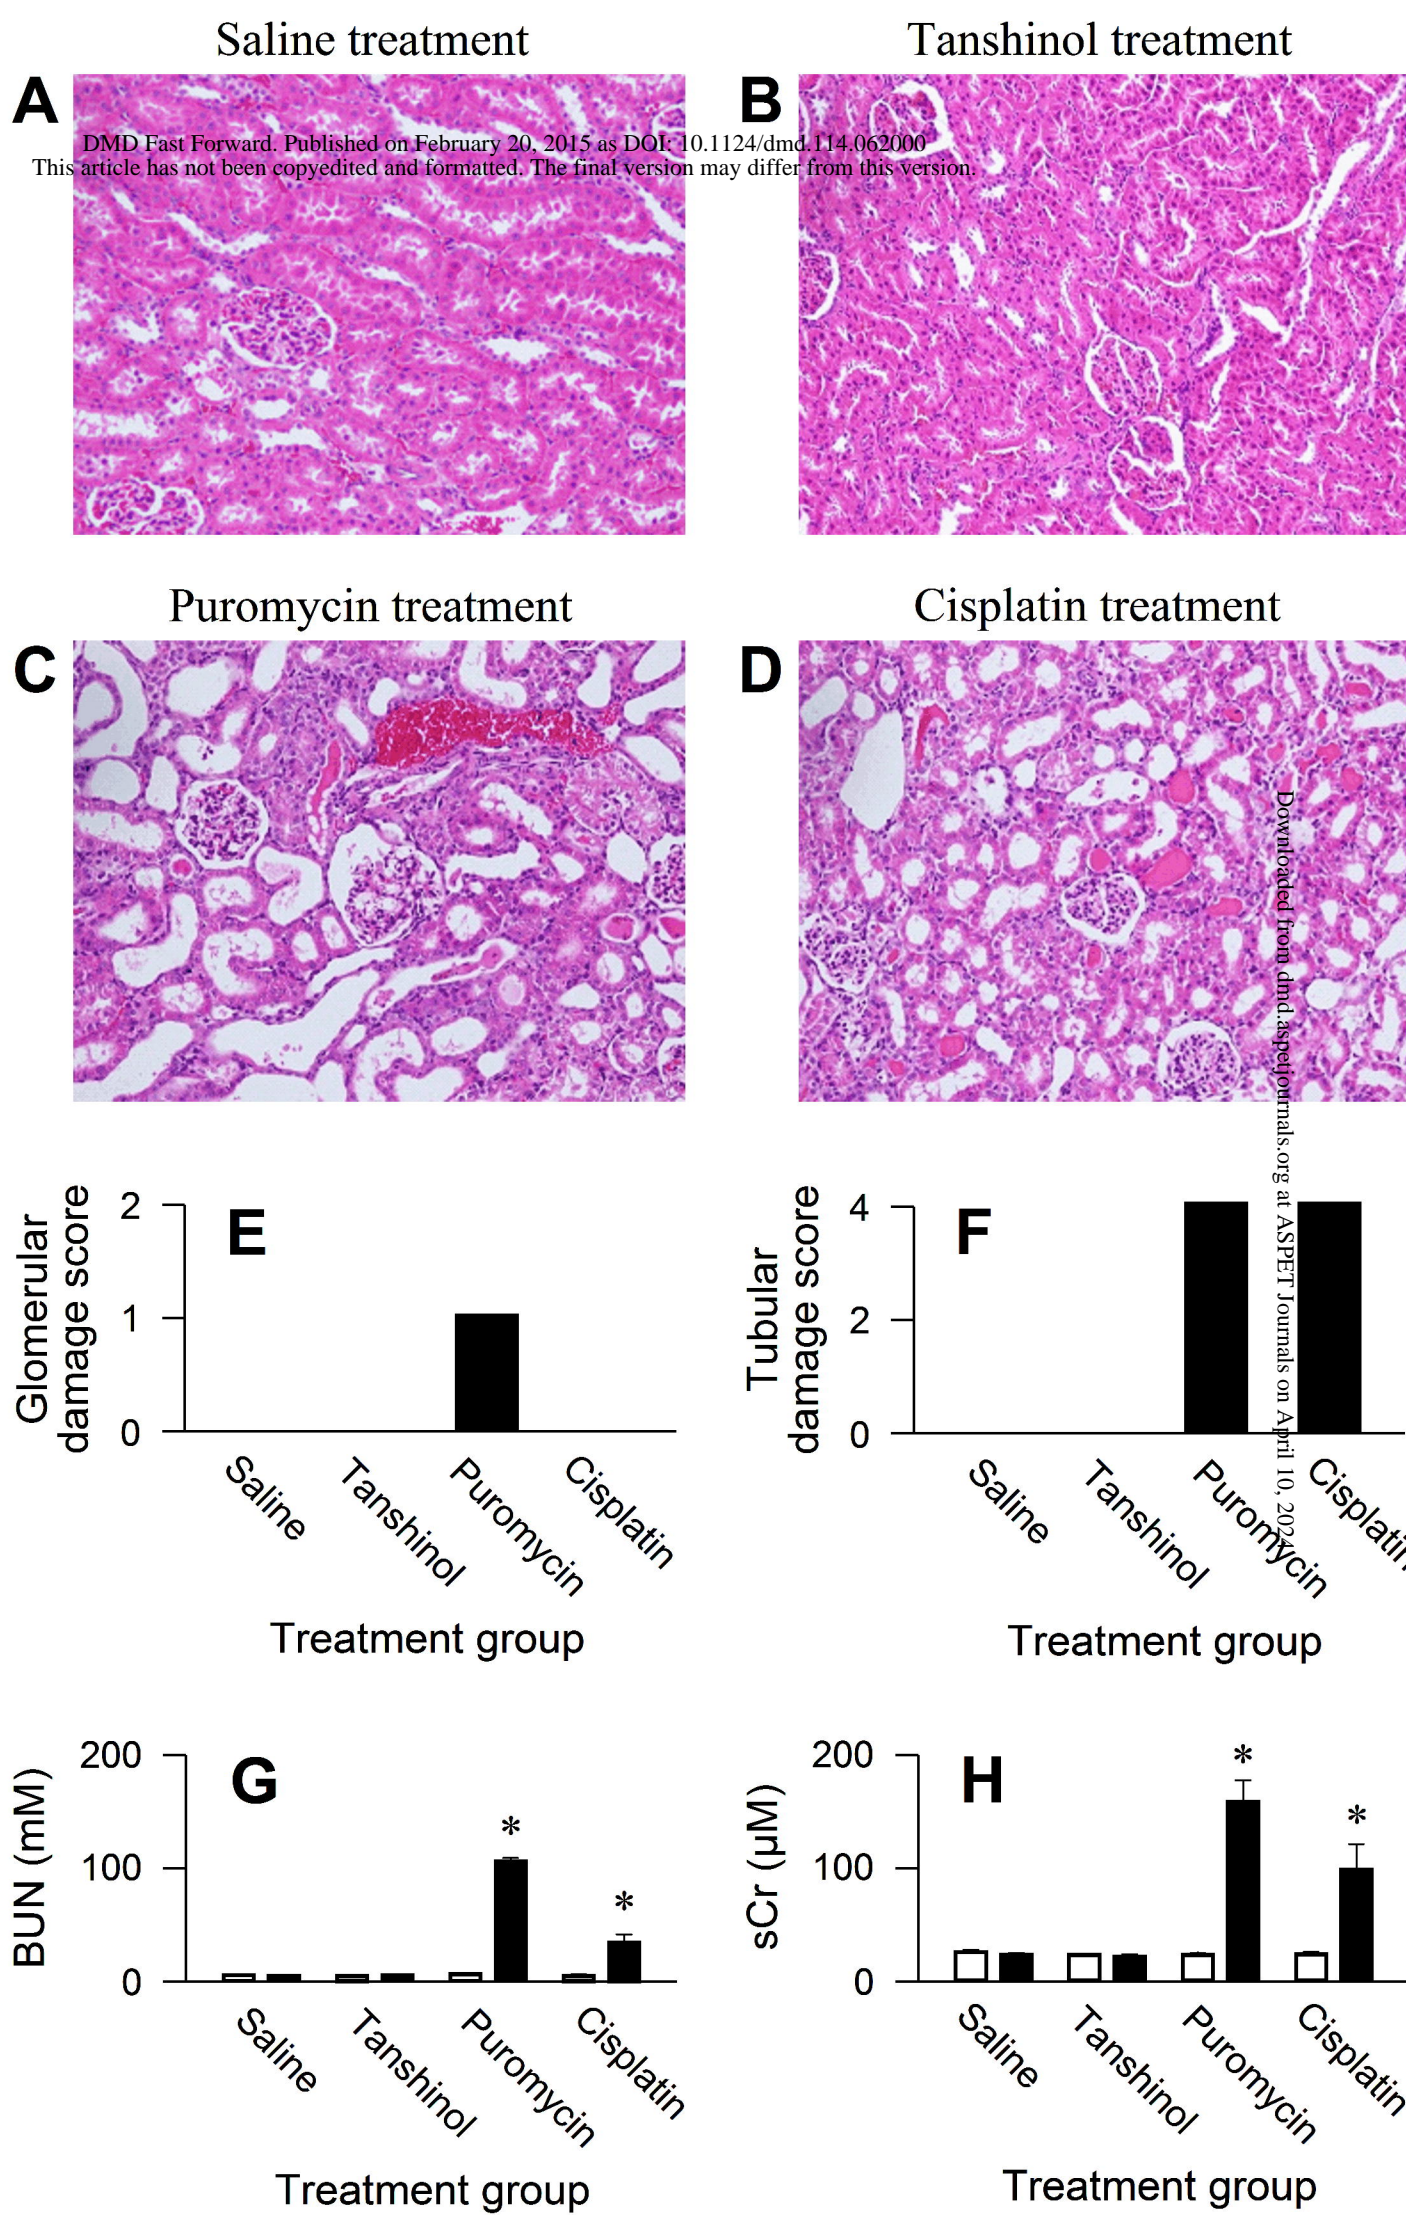 Saline treatment
Tanshinol treatment
A
B
DMD Fast Forward. Published on February 20, 2015 as DOI: 10.1124/dmd.114.062000
This article has not been copyedited and formatted. The final version may differ from this version.
Puromycin treatment
Cisplatin treatment
C
D
Downloaded from dmd.aspetjournals.org at ASPET Journals on April 10, 2024
Glomerular
damage score
2
1
0
E
Saline
Tanshinol
Puromycin
Cisplatin
Treatment group
Tubular
damage score
4
2
0
F
Saline
Tanshinol
Puromycin
Cisplatin
Treatment group
BUN (mM)
200
100
0
G
*
*
Saline
Tanshinol
Puromycin
Cisplatin
Treatment group
sCr (µM)
200
100
0
H
*
*
Saline
Tanshinol
Puromycin
Cisplatin
Treatment group